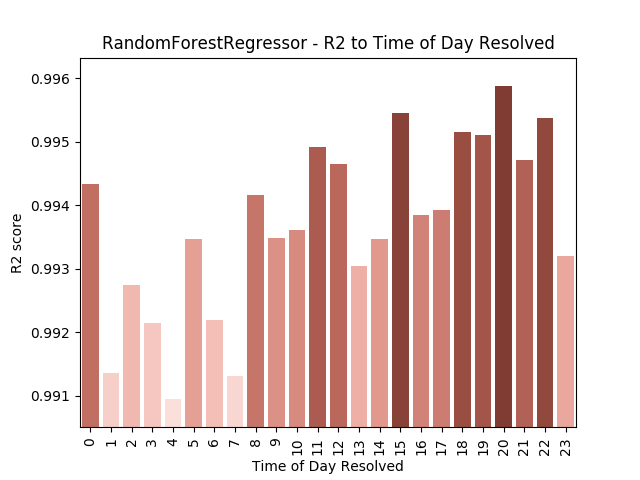 RandomForestRegressor - R2 to Time of Day Resolved
0.996
0.995
0.994
0.993
0.992
0.991
R2 score
0 1 2 3 4 5 6 7 8 9 10 11 12 13 14 15 16 17 18 19 20 21 22 23
Time of Day Resolved